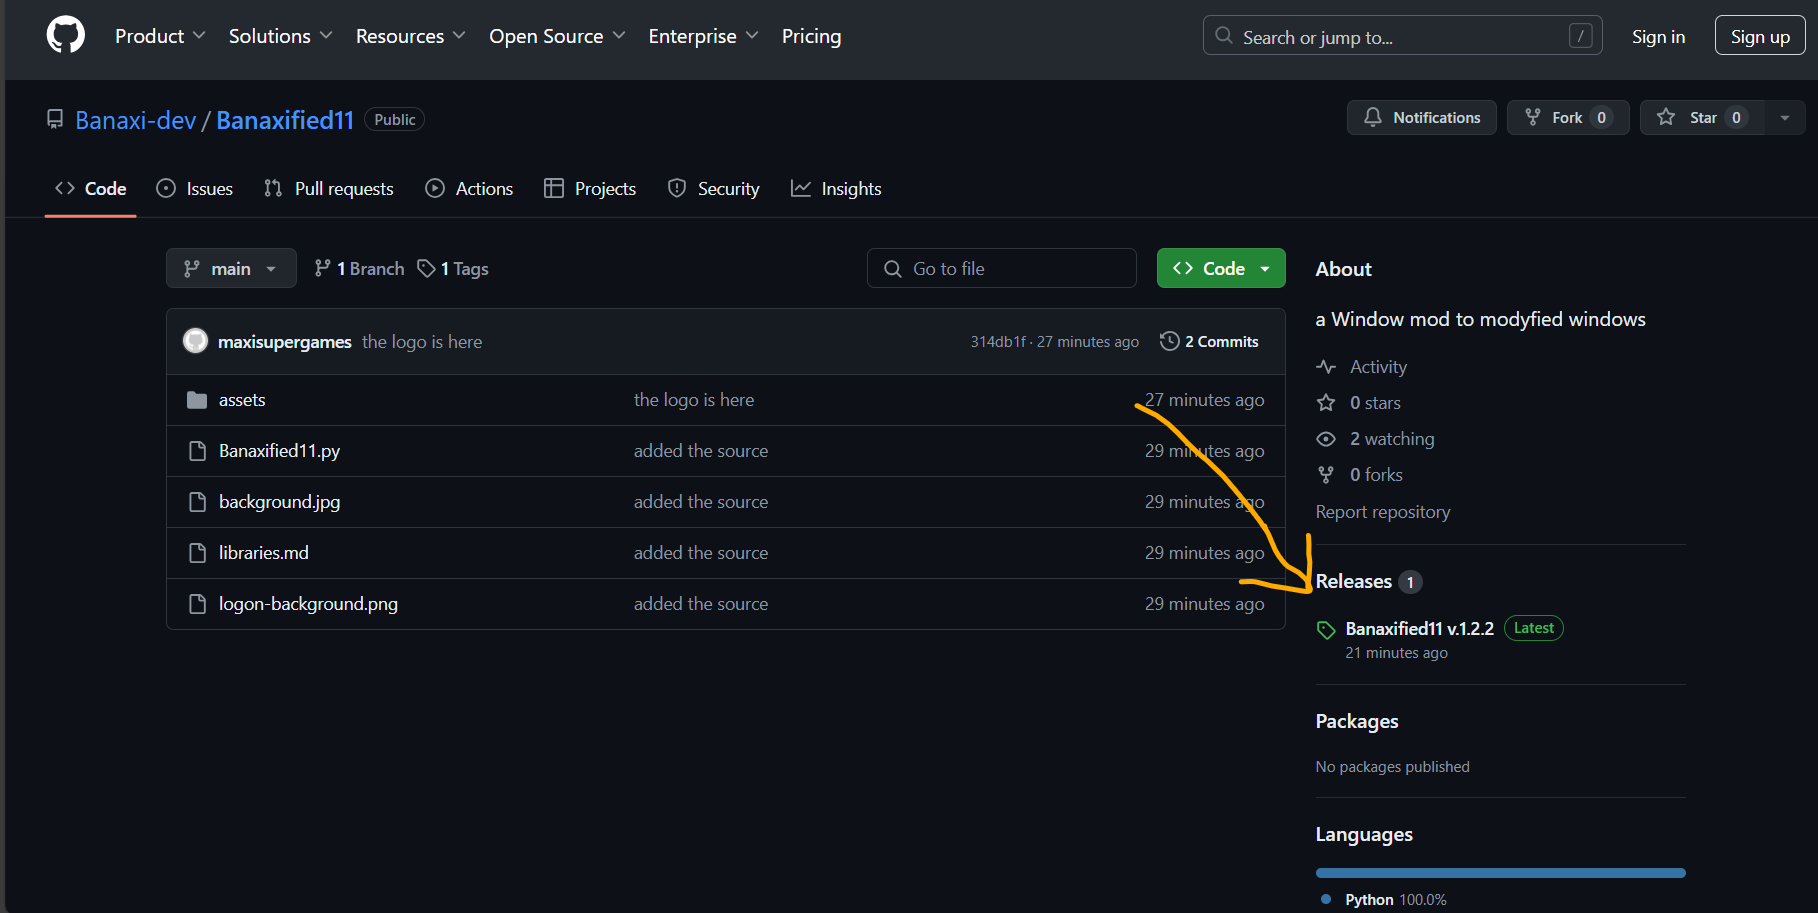 Product Solutions Resources Open Source Enterprise Pricing Search or jump to... / Sign in Sign up
Banaxi-dev / Banaxified11 Public Notifications Fork 0 Star 0
Code Issues Pull requests Actions Projects Security Insights
main 1 Branch 1 Tags Go to file Code
maxisupergames the logo is here 314db1f · 27 minutes ago 2 Commits
assets the logo is here 27 minutes ago
Banaxified11.py added the source 29 minutes ago
background.jpg added the source 29 minutes ago
libraries.md added the source 29 minutes ago
logon-background.png added the source 29 minutes ago
About
a Window mod to modyfied windows
Activity
0 stars
2 watching
0 forks
Report repository
Releases 1
Banaxified11 v.1.2.2 Latest
21 minutes ago
Packages
No packages published
Languages
Python 100.0%